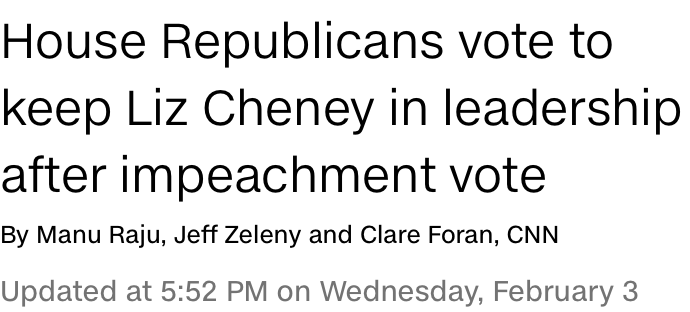 House Republicans vote to
keep Liz Cheney in leadership
after impeachment vote
By Manu Raju, Jeff Zeleny and Clare Foran, CNN
Updated at 5:52 PM on Wednesday, February 3